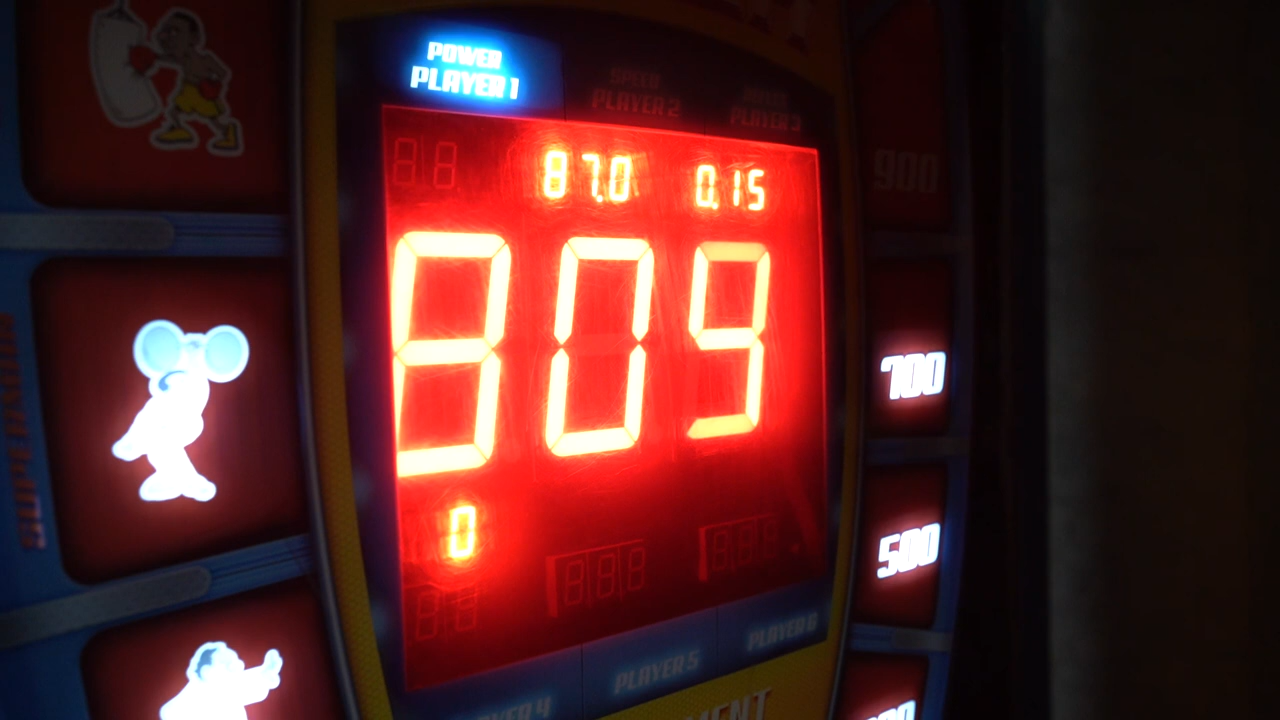 POWER
PLAYER 1
SPEED
PLAYER 2
PLAYER 3
87.0
0.15
900
809
700
0
500
PLAYER 6
PLAYER 5